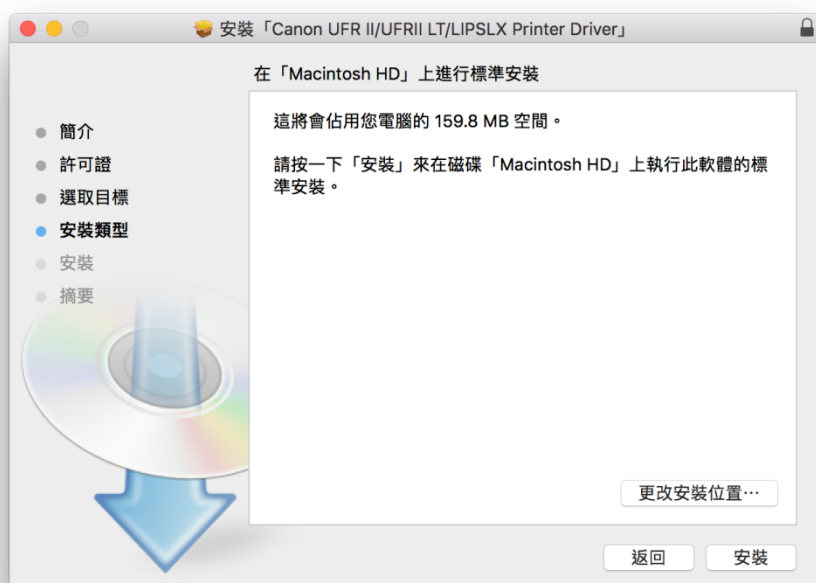 安裝「Canon UFR II/UFRII LT/LIPSLX Printer Driver」
在「Macintosh HD」上進行標準安裝
簡介
許可證
選取目標
安裝類型
安裝
摘要
這將會佔用您電腦的 159.8 MB 空間。
請按一下「安裝」來在磁碟「Macintosh HD」上執行此軟體的標
準安裝。
更改安裝位置⋯
返回
安裝